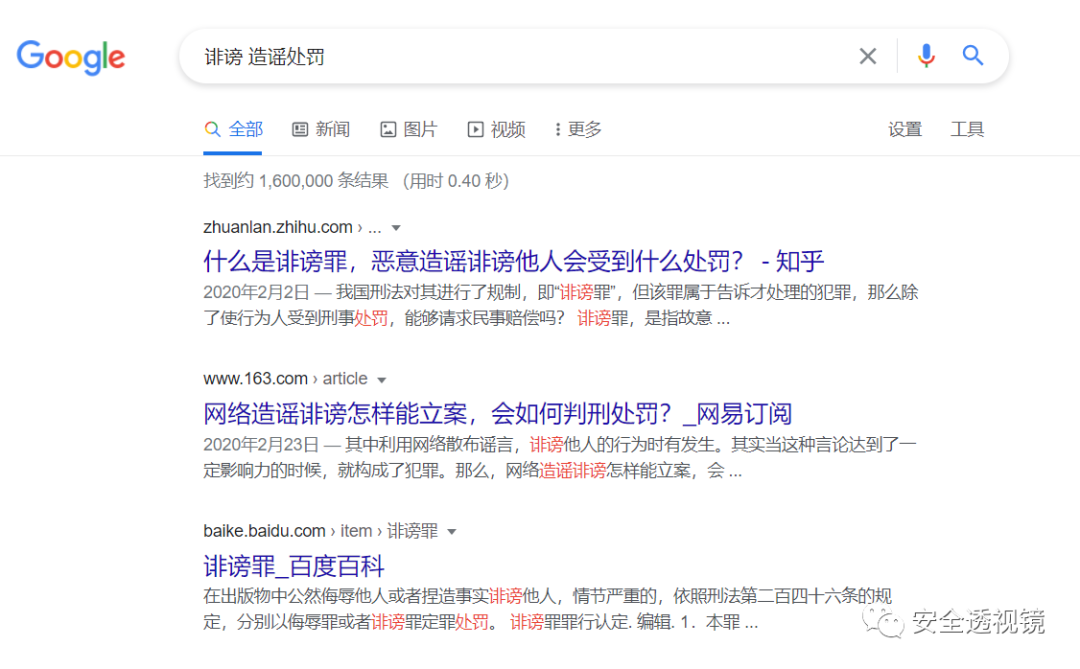 Google
诽谤 造谣处罚
全部 新闻 图片 视频 更多 设置 工具
找到约 1,600,000 条结果 (用时 0.40 秒)
zhuanlan.zhihu.com › ...
什么是诽谤罪，恶意造谣诽谤他人会受到什么处罚？ - 知乎
2020年2月2日 — 我国刑法对其进行了规制，即“诽谤罪”，但该罪属于告诉才处理的犯罪，那么除
了使行为人受到刑事处罚，能够请求民事赔偿吗？ 诽谤罪，是指故意 ...
www.163.com › article
网络造谣诽谤怎样能立案，会如何判刑处罚？_网易订阅
2020年2月23日 — 其中利用网络散布谣言，诽谤他人的行为时有发生。其实当这种言论达到了一
定影响力的时候，就构成了犯罪。那么，网络造谣诽谤怎样能立案，会 ...
baike.baidu.com › item › 诽谤罪
诽谤罪_百度百科
在出版物中公然侮辱他人或者捏造事实诽谤他人，情节严重的，依照刑法第二百四十六条的规
定，分别以侮辱罪或者诽谤罪定罪处罚。 诽谤罪罪行认定. 编辑. 1．本罪 ...
安全透视镜